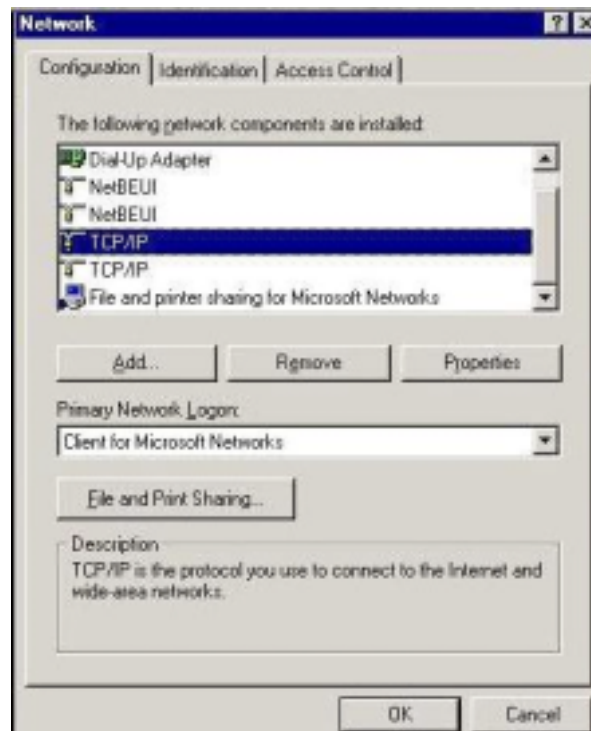 Network
Configuration Identification Access Control
The following network components are installed:
Dial-Up Adapter
NetBEUI
NetBEUI
TCP/IP
TCP/IP
File and printer sharing for Microsoft Networks
Add... Remove Properties
Primary Network Logon:
Client for Microsoft Networks
File and Print Sharing...
Description
TCP/IP is the protocol you use to connect to the Internet and
wide-area networks.
OK Cancel